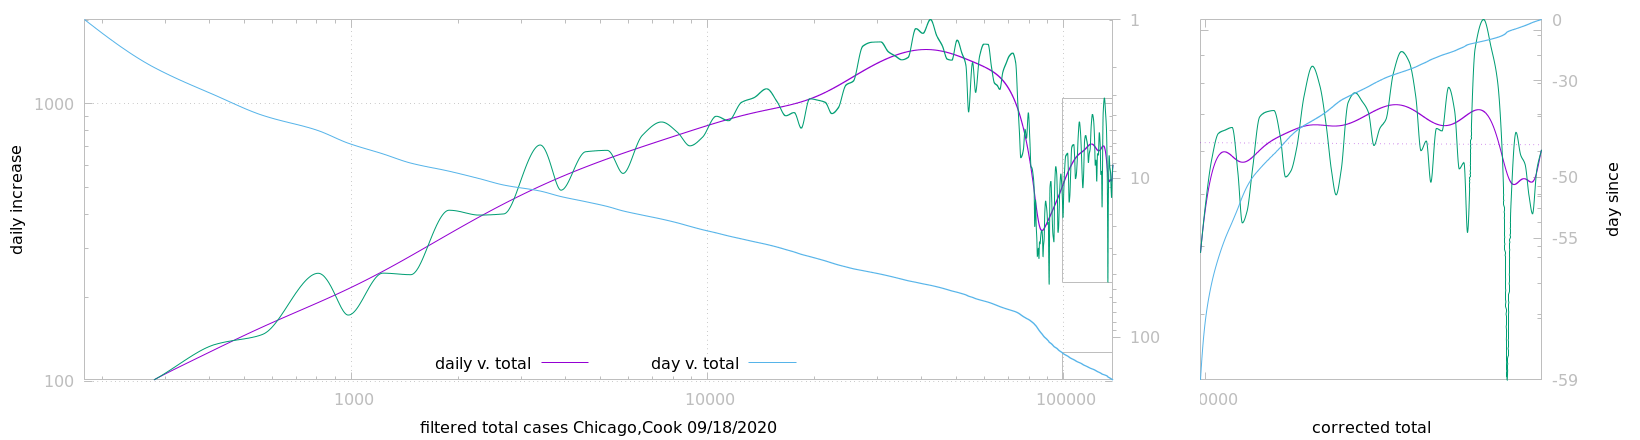 1
0
1000
-30
daily increase
10
-50
day since
-55
100
daily v. total
day v. total
100
-59
1000
10000
100000
0000
filtered total cases Chicago,Cook 09/18/2020
corrected total